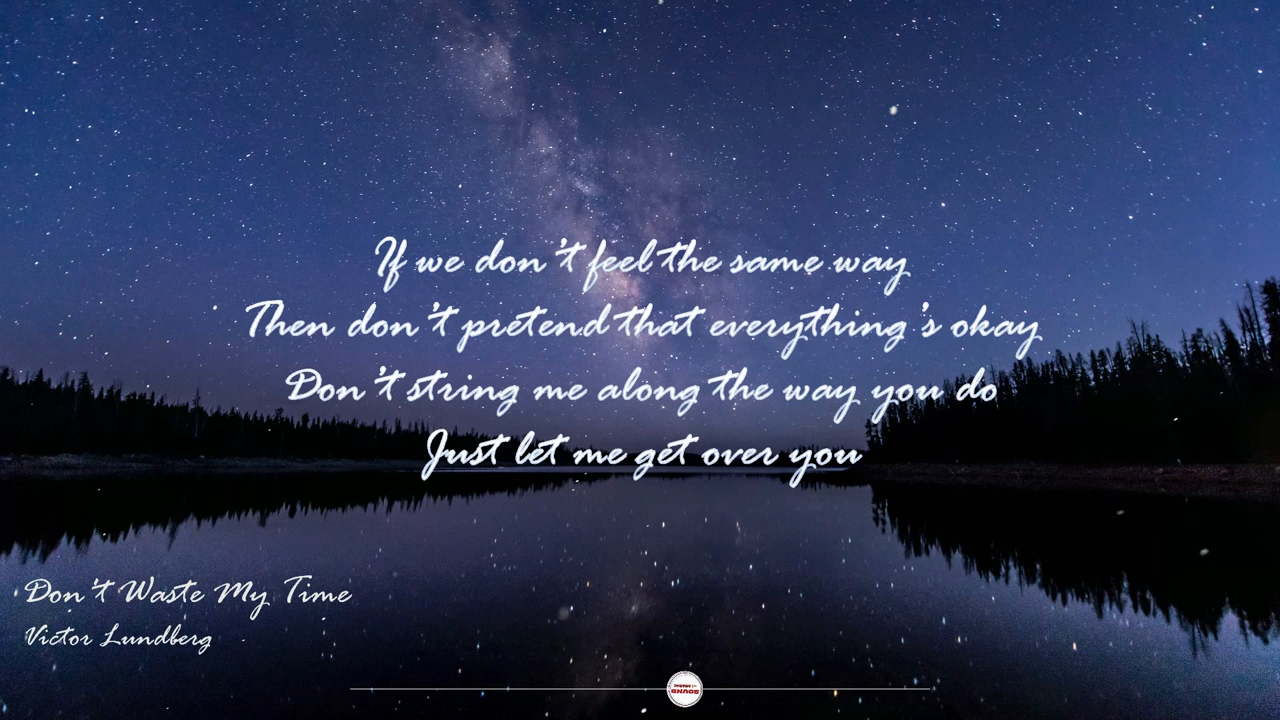 If we don't feel the same way
Then don't pretend that everything's okay
Don't string me along the way you do
Just let me get over you
Don't Waste My Time
Victor Lundberg
SOUND